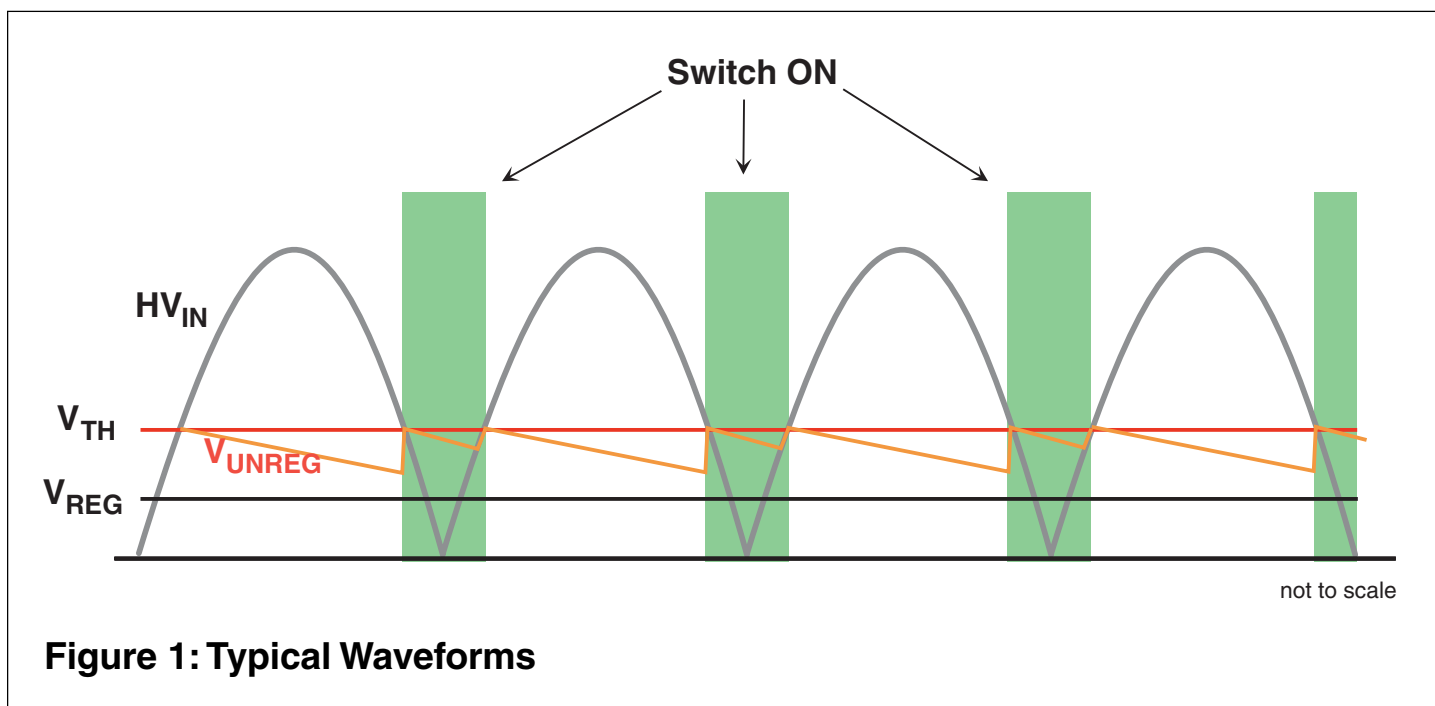 Switch ON
HVIN
VTH
VUNREG
VREG
not to scale
Figure 1: Typical Waveforms